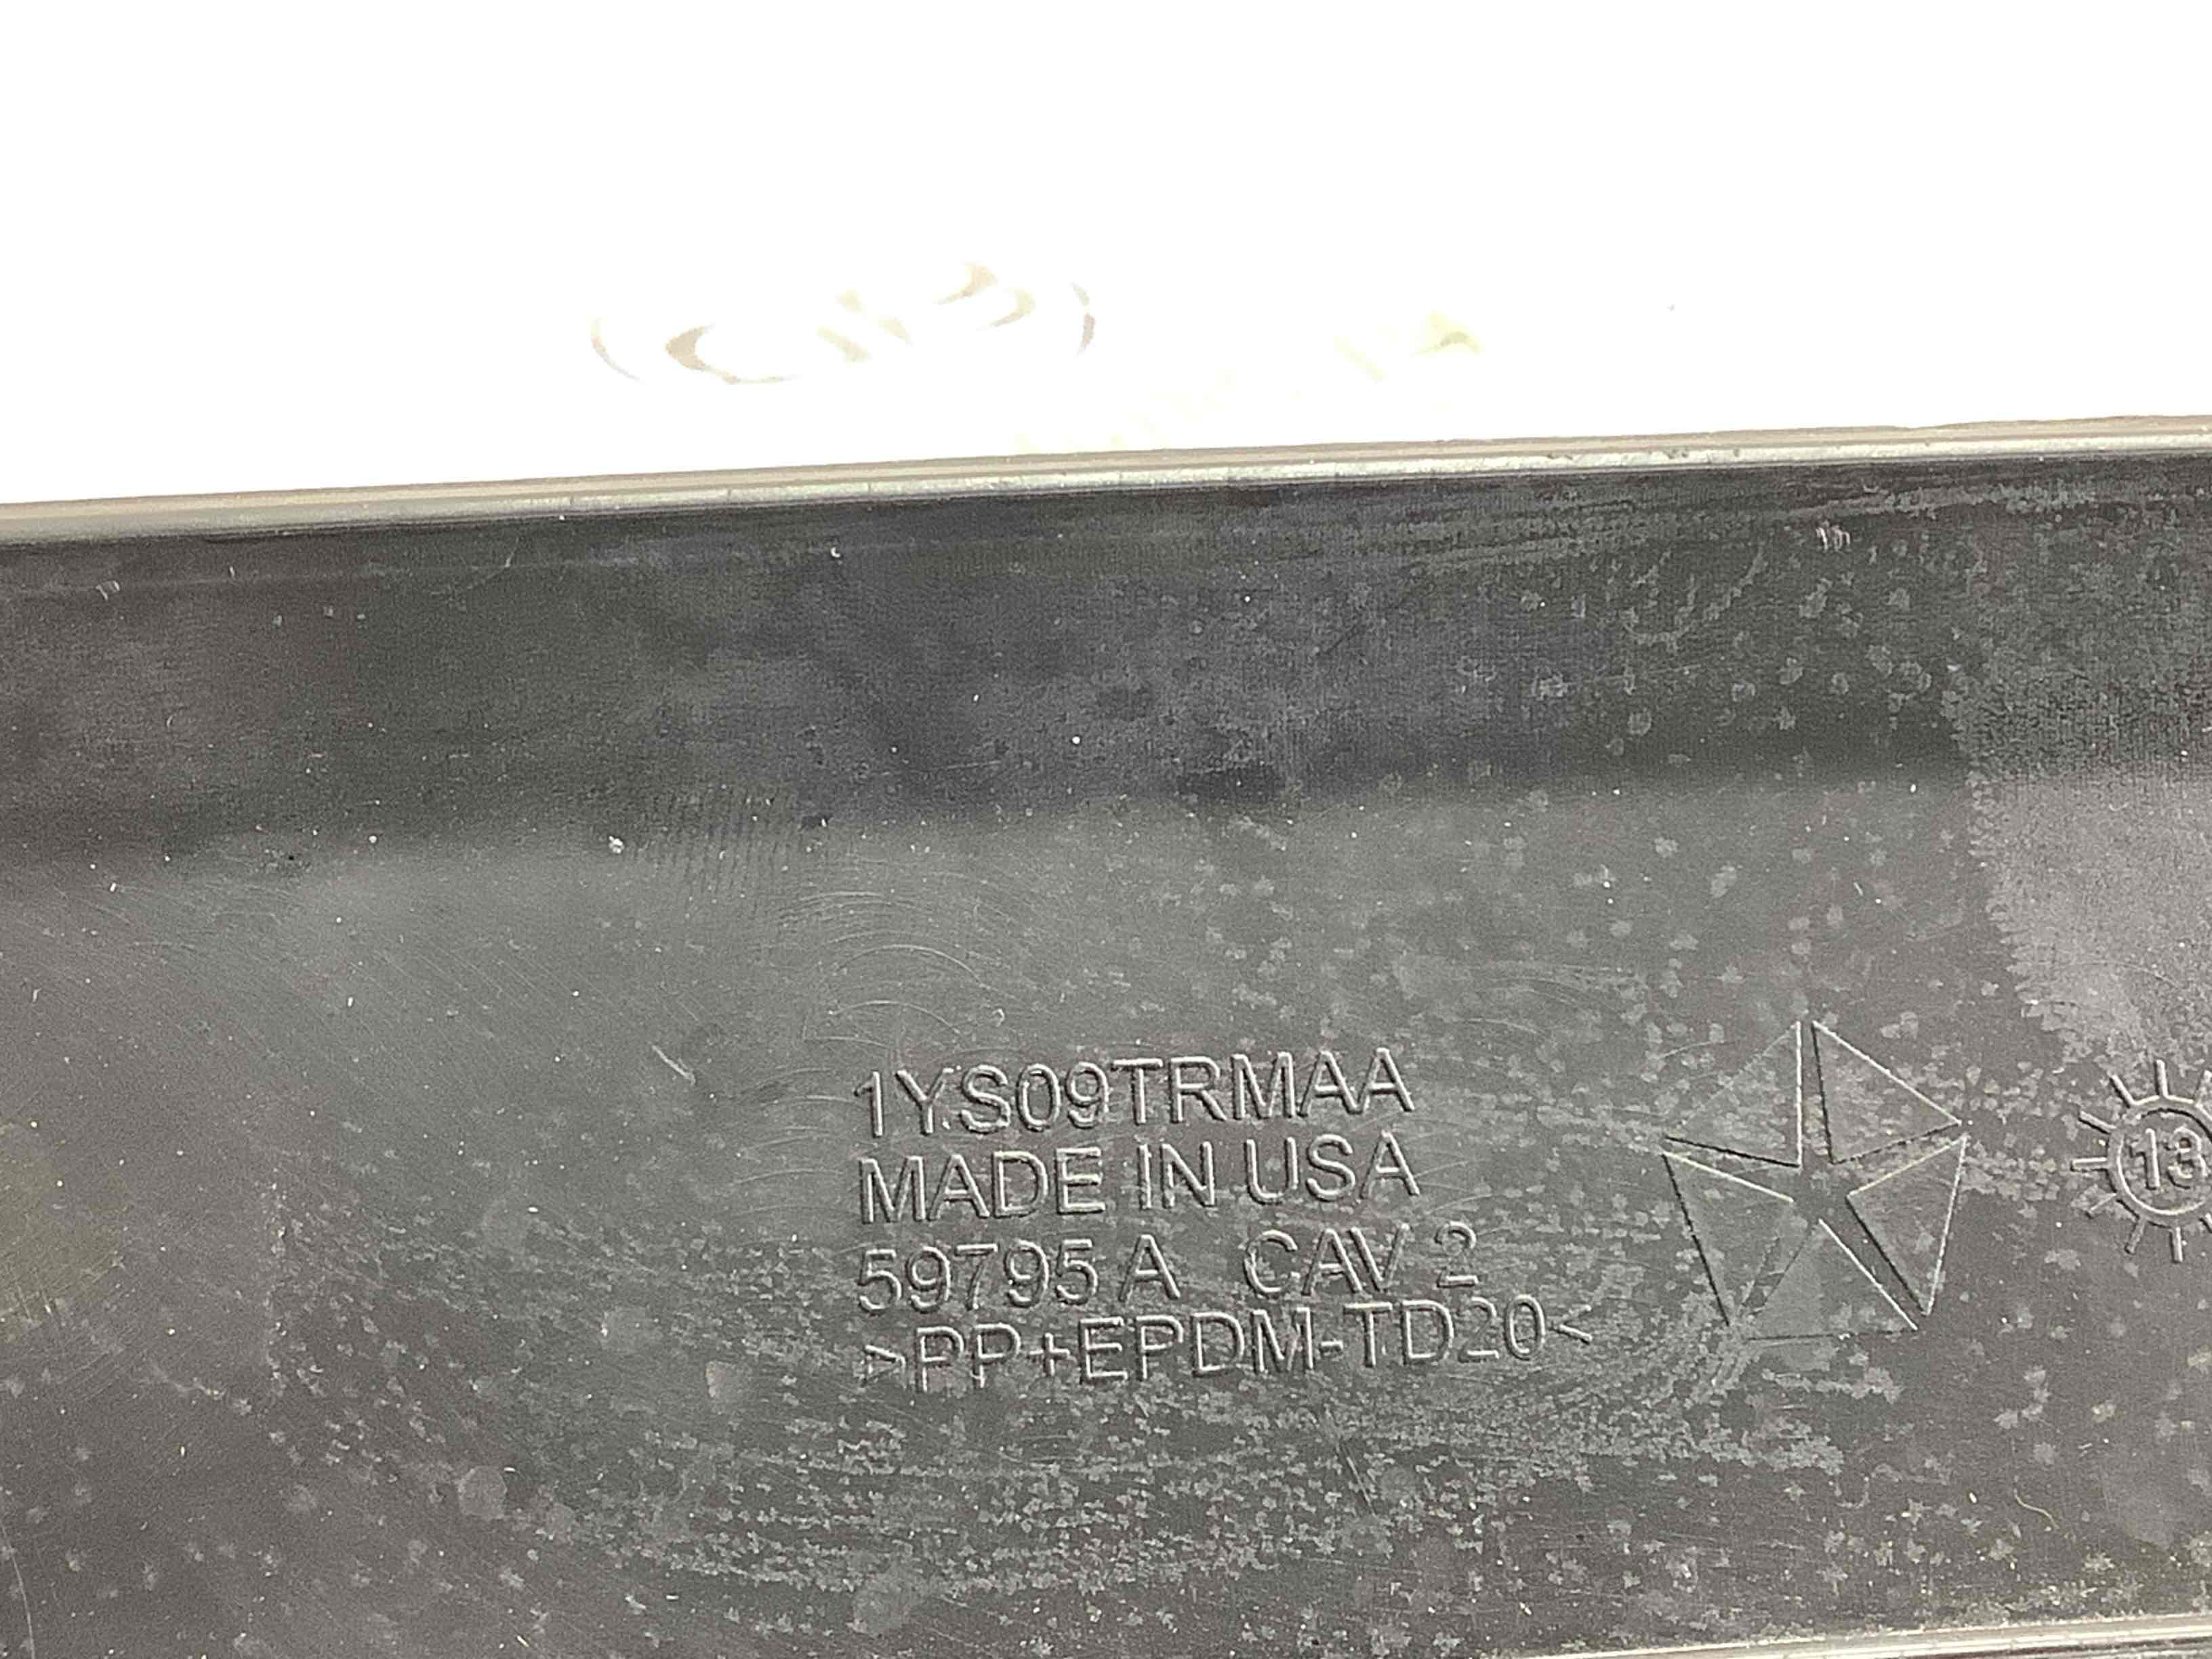 1YS09TRMAA
MADE IN USA
59795 A CAV 2
>PP+EPDM-TD20<
13